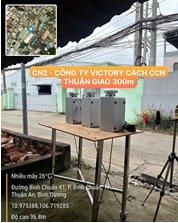 CN2 - CÔNG TY VICTORY CÁCH CCN
THUẬN GIAO 300m
Nhiều mây 26°C
Đường Bình Chuẩn 41, P. Bình Chuẩn, TP.
Thuận An, Bình Dương
10.975388,106.719285
Độ cao 36.8m